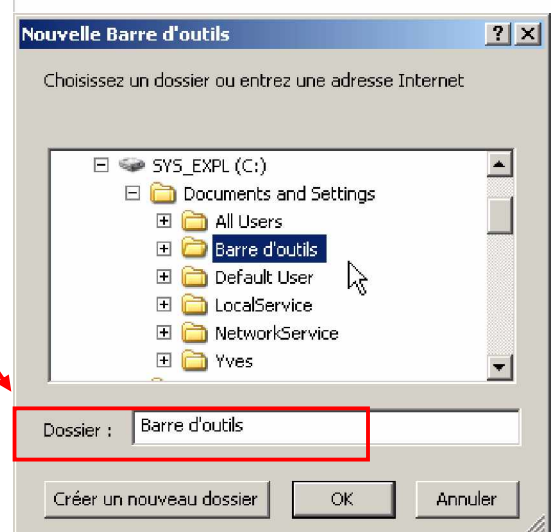 Nouvelle Barre d'outils
Choisissez un dossier ou entrez une adresse Internet
SYS_EXPL (C:)
Documents and Settings
All Users
Barre d'outils
Default User
LocalService
NetworkService
Yves
Dossier : Barre d'outils
Créer un nouveau dossier OK Annuler